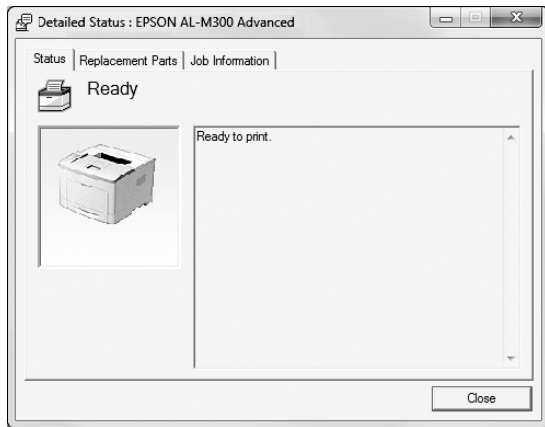 Detailed Status : EPSON AL-M300 Advanced
Status Replacement Parts Job Information
Ready
Ready to print.
Close